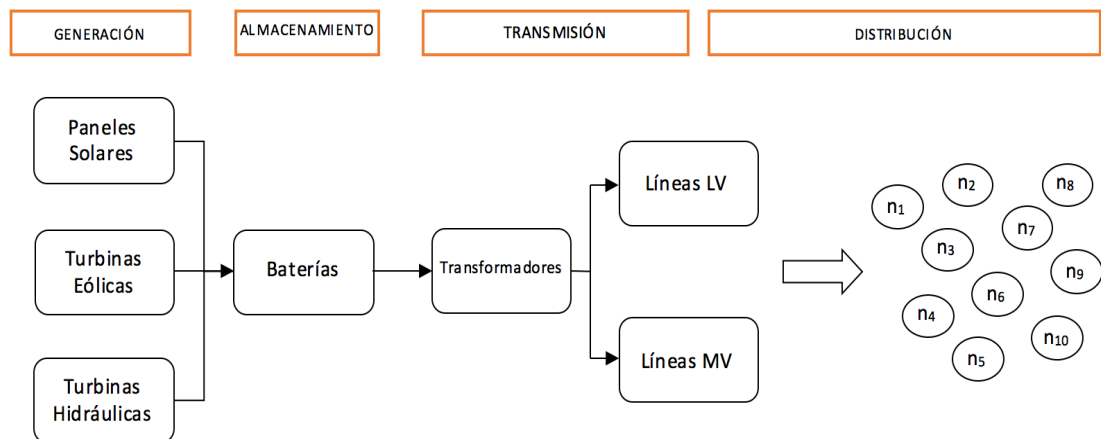 GENERACIÓN
ALMACENAMIENTO
TRANSMISIÓN
DISTRIBUCIÓN
Paneles
Solares
Turbinas
Eólicas
Turbinas
Hidráulicas
Baterías
Transformadores
Líneas LV
Líneas MV
n1
n2
n3
n4
n5
n6
n7
n8
n9
n10